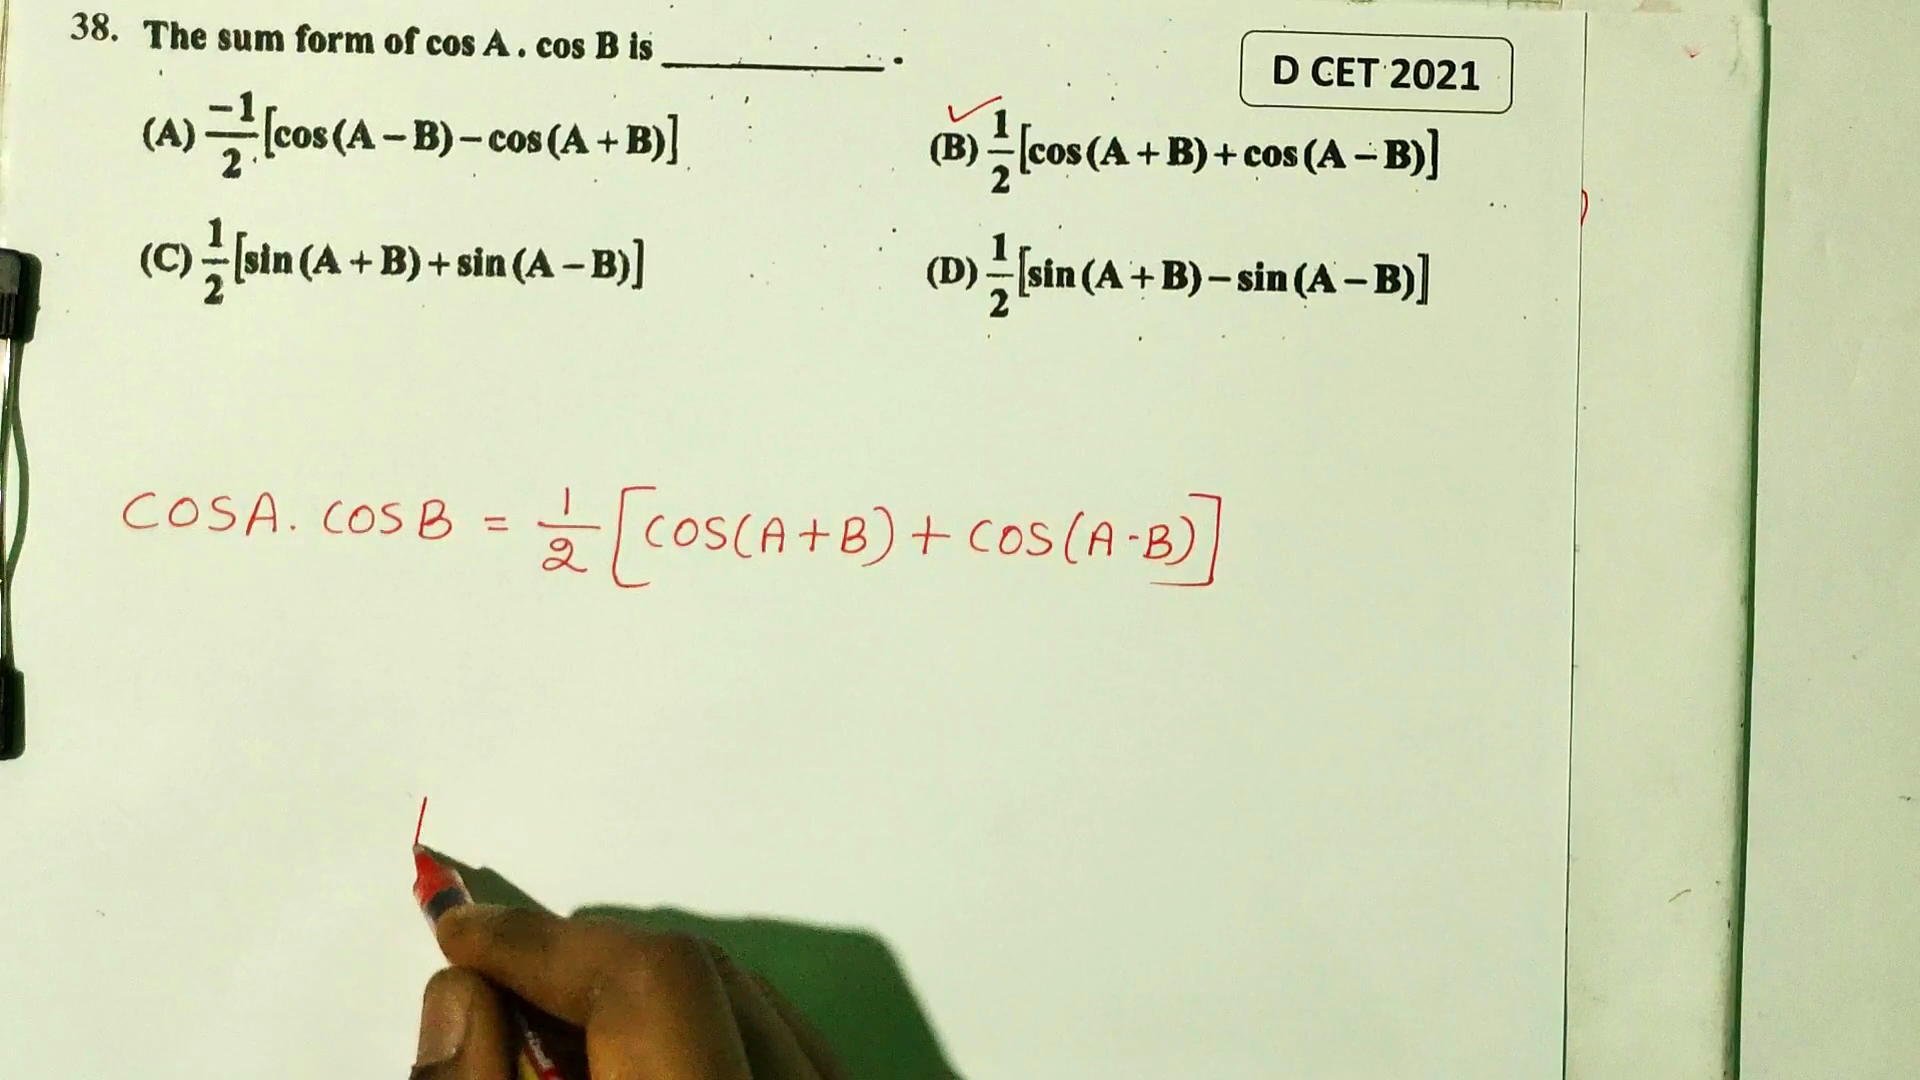 38. The sum form of cos A . cos B is ________ .
D CET 2021
(A) -1/2 [cos (A – B) – cos (A + B)]
(B) 1/2 [cos (A + B) + cos (A – B)]
(C) 1/2 [sin (A + B) + sin (A – B)]
(D) 1/2 [sin (A + B) – sin (A – B)]
COSA. COSB = 1/2 [COS(A+B) + COS(A-B)]